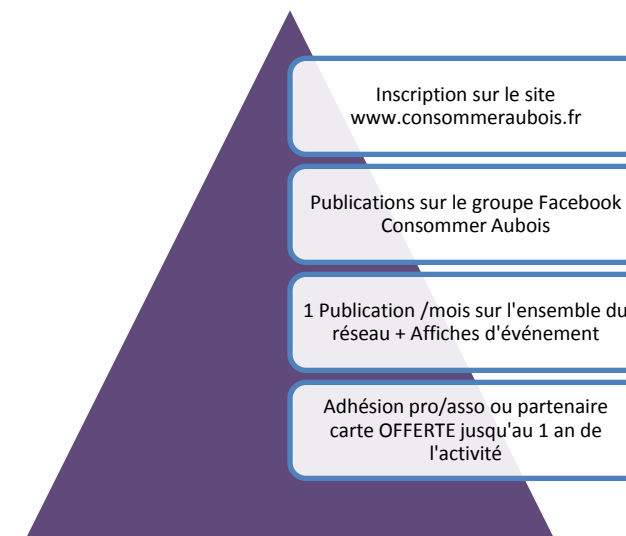 Inscription sur le site
www.consommeraubois.fr
Publications sur le groupe Facebook
Consommer Aubois
1 Publication /mois sur l'ensemble du
réseau + Affiches d'événement
Adhésion pro/asso ou partenaire
carte OFFERTE jusqu'au 1 an de
l'activité